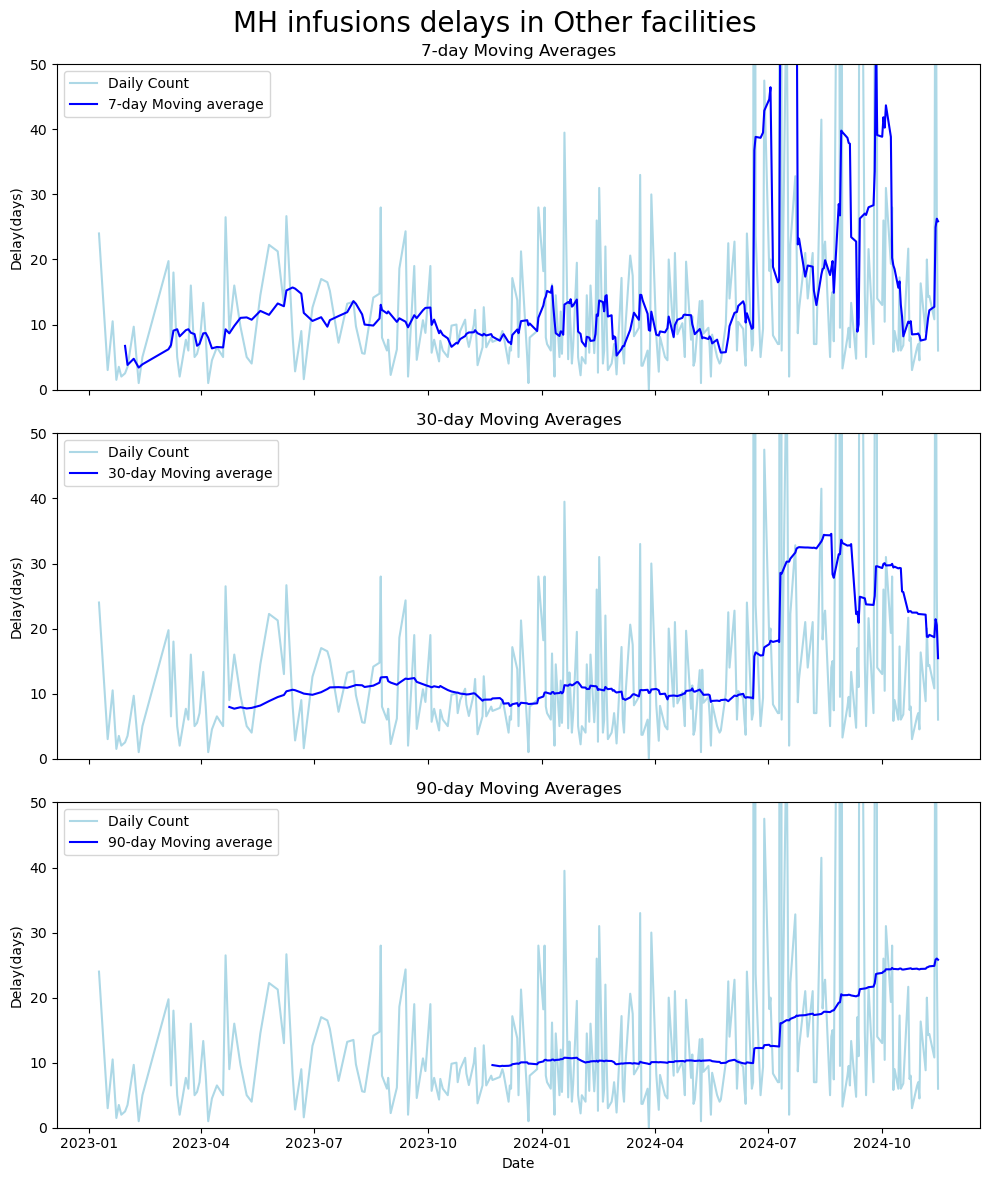 MH infusions delays in Other facilities
7-day Moving Averages
Daily Count
7-day Moving average
Delay(days)
50
40
30
20
10
0
30-day Moving Averages
Daily Count
30-day Moving average
Delay(days)
50
40
30
20
10
0
90-day Moving Averages
Daily Count
90-day Moving average
Delay(days)
50
40
30
20
10
0
2023-01 2023-04 2023-07 2023-10 2024-01 2024-04 2024-07 2024-10
Date